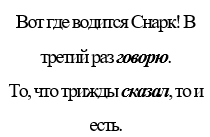 Вот где водится Снарк! В
третий раз говорю.
То, что трижды сказал, то и
есть.